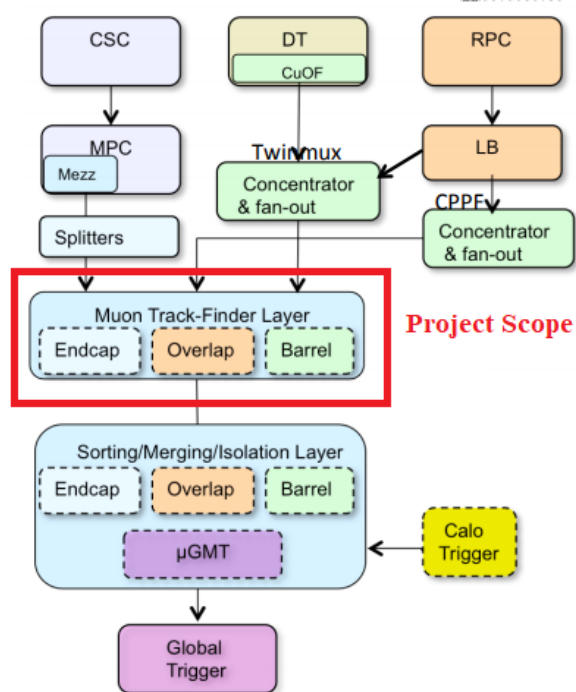 CSC
DT
RPC
CuOF
MPC
Mezz
Twinmux
LB
Concentrator
& fan-out
CPPF
Splitters
Concentrator
& fan-out
Muon Track-Finder Layer
Endcap
Overlap
Barrel
Project Scope
Sorting/Merging/Isolation Layer
Endcap
Overlap
Barrel
µGMT
Calo
Trigger
Global
Trigger